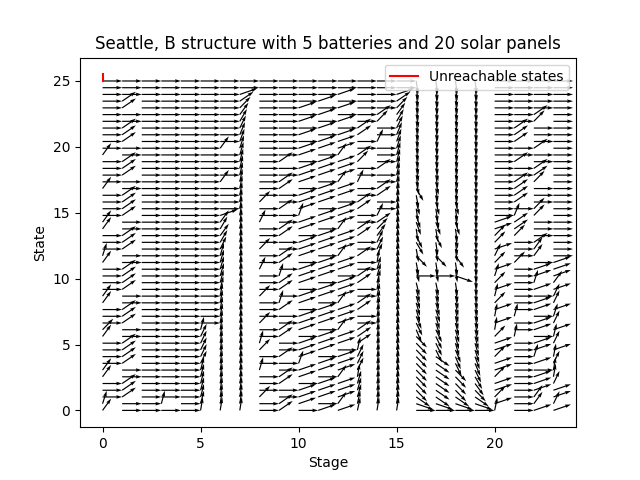 Seattle, B structure with 5 batteries and 20 solar panels
Unreachable states
25
20
15
10
5
0
State
0 5 10 15 20
Stage